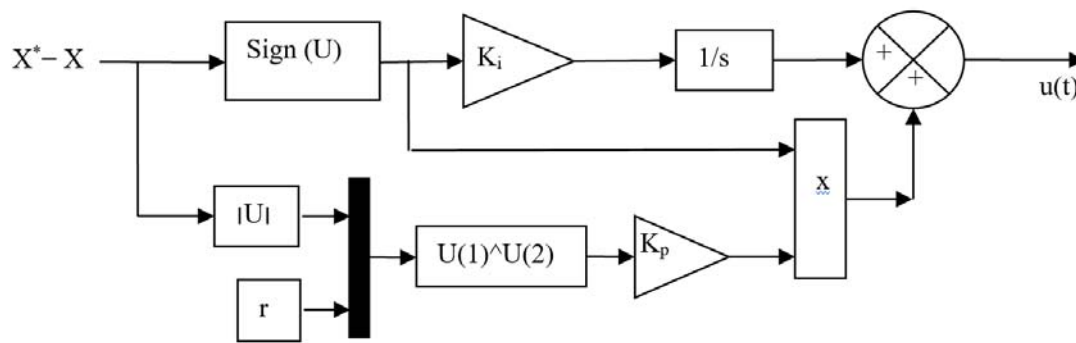 X*− X
Sign (U)
Ki
1/s
+
+
u(t)
x
|U|
U(1)^U(2)
Kp
r